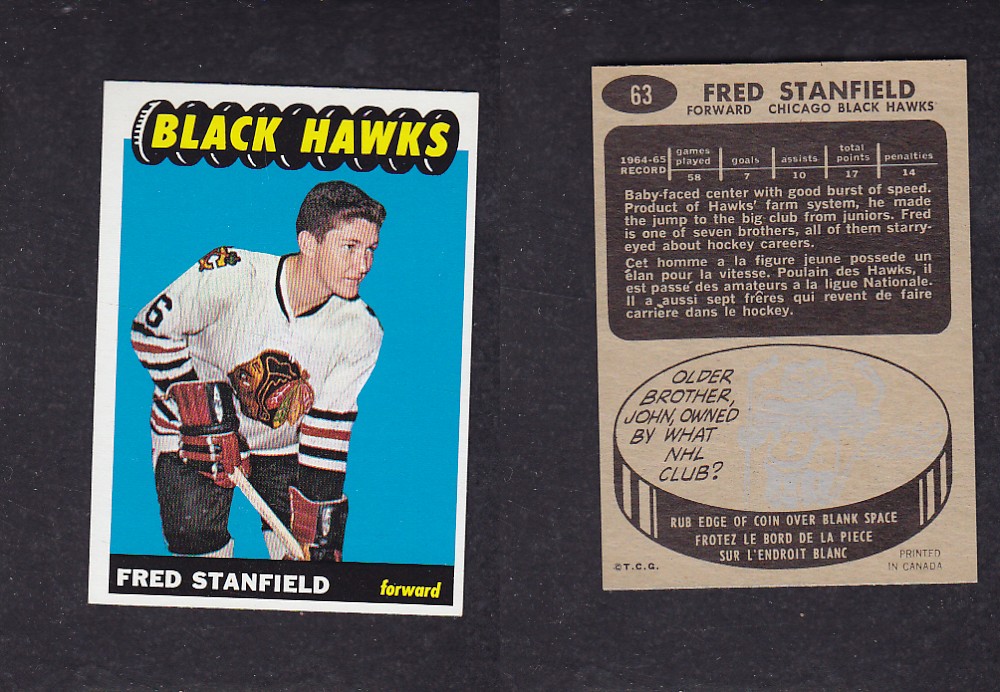 BLACK HAWKS
6
FRED STANFIELD
forward
63
FRED STANFIELD
FORWARD CHICAGO BLACK HAWKS
1964-65 RECORD
games played goals assists total points penalties
58 7 10 17 14
Baby-faced center with good burst of speed.
Product of Hawks' farm system, he made
the jump to the big club from juniors. Fred
is one of seven brothers, all of them starry-
eyed about hockey careers.
Cet homme a la figure jeune possede un
élan pour la vitesse. Poulain des Hawks, il
est passé des amateurs a la ligue Nationale.
Il a aussi sept frêres qui revent de faire
carrière dans le hockey.
OLDER
BROTHER,
JOHN, OWNED
BY WHAT
NHL
CLUB?
RUB EDGE OF COIN OVER BLANK SPACE
FROTEZ LE BORD DE LA PIECE
SUR L'ENDROIT BLANC
©T.C.G.
PRINTED
IN CANADA